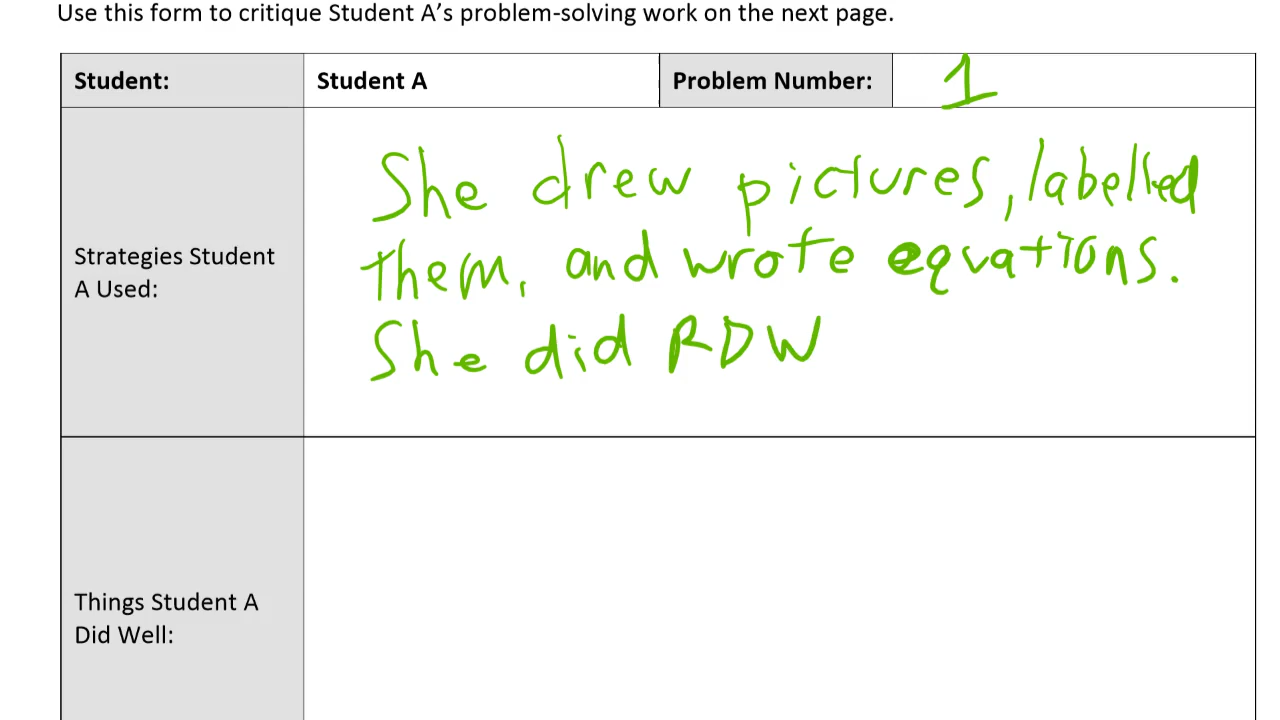 Use this form to critique Student A's problem-solving work on the next page.
Student: Student A Problem Number: 1
Strategies Student
A Used:
She drew pictures, labelled
them, and wrote equations.
She did RDW
Things Student A
Did Well: